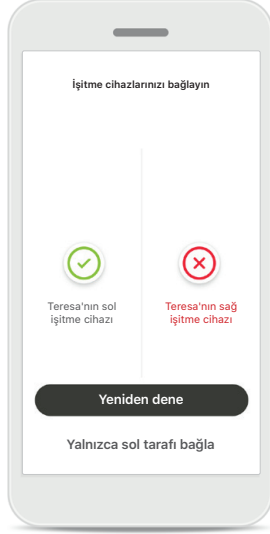 İşitme cihazlarınızı bağlayın
Teresa'nın sol
işitme cihazı
Teresa'nın sağ
işitme cihazı
Yeniden dene
Yalnızca sol tarafı bağla